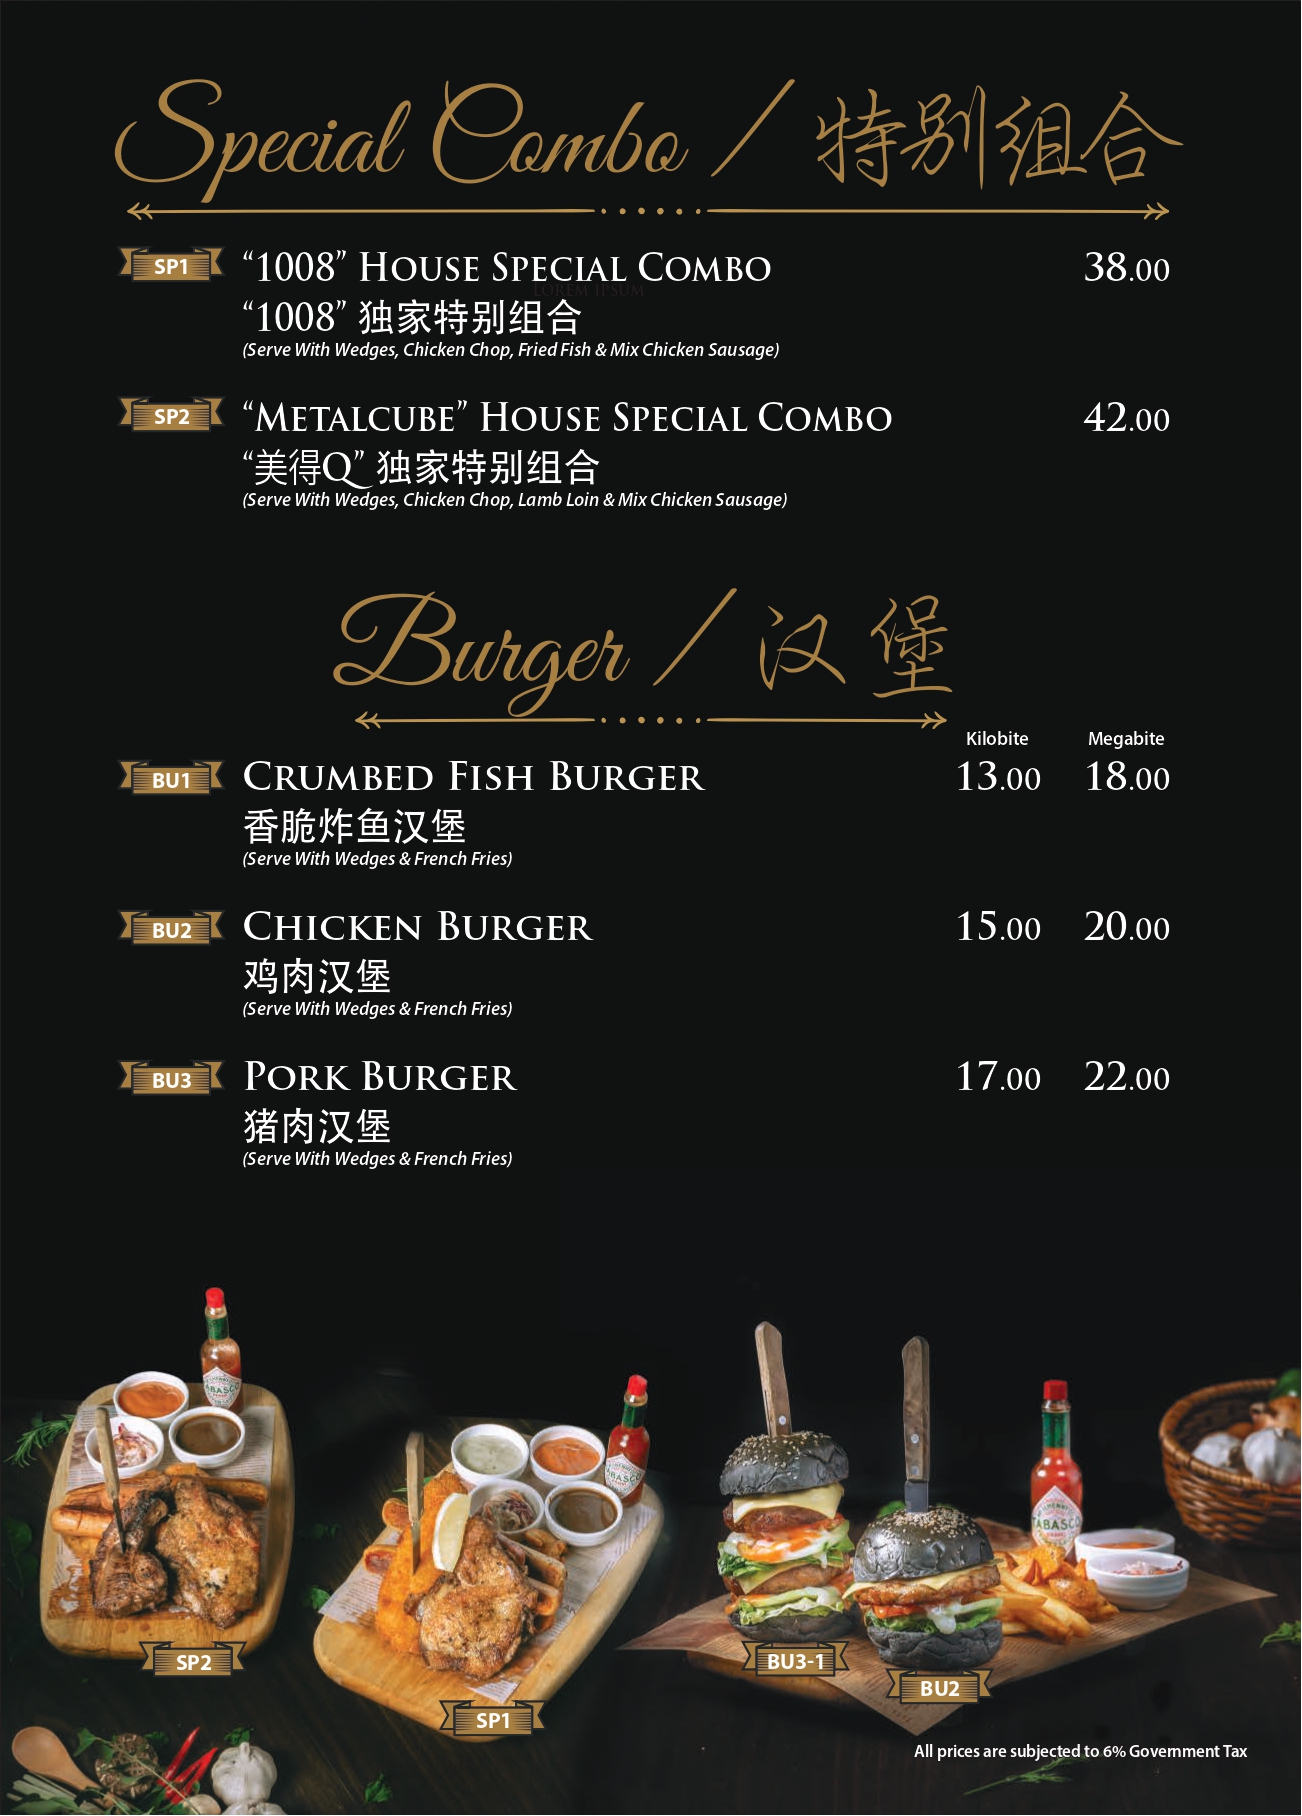 Special Combo / 特别组合
SP1 "1008" House Special Combo 38.00
LOREM IPSUM
"1008" 独家特别组合
(Serve With Wedges, Chicken Chop, Fried Fish & Mix Chicken Sausage)
SP2 "Metalcube" House Special Combo 42.00
"美得Q" 独家特别组合
(Serve With Wedges, Chicken Chop, Lamb Loin & Mix Chicken Sausage)
Burger / 汉堡
Kilobite Megabite
BU1 Crumbed Fish Burger 13.00 18.00
香脆炸鱼汉堡
(Serve With Wedges & French Fries)
BU2 Chicken Burger 15.00 20.00
鸡肉汉堡
(Serve With Wedges & French Fries)
BU3 Pork Burger 17.00 22.00
猪肉汉堡
(Serve With Wedges & French Fries)
TABASCO
TABASCO
TABASCO
SP2
SP1
BU3-1
BU2
All prices are subjected to 6% Government Tax